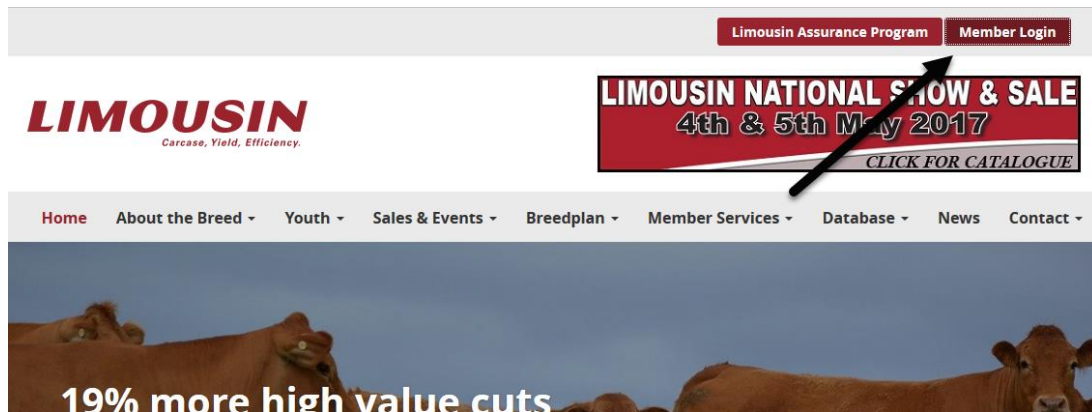 Limousin Assurance Program
Member Login
LIMOUSIN
Carcase, Yield, Efficiency.
LIMOUSIN NATIONAL SHOW & SALE
4th & 5th May 2017
CLICK FOR CATALOGUE
Home About the Breed Youth Sales & Events Breedplan Member Services Database News Contact
19% more high value cuts